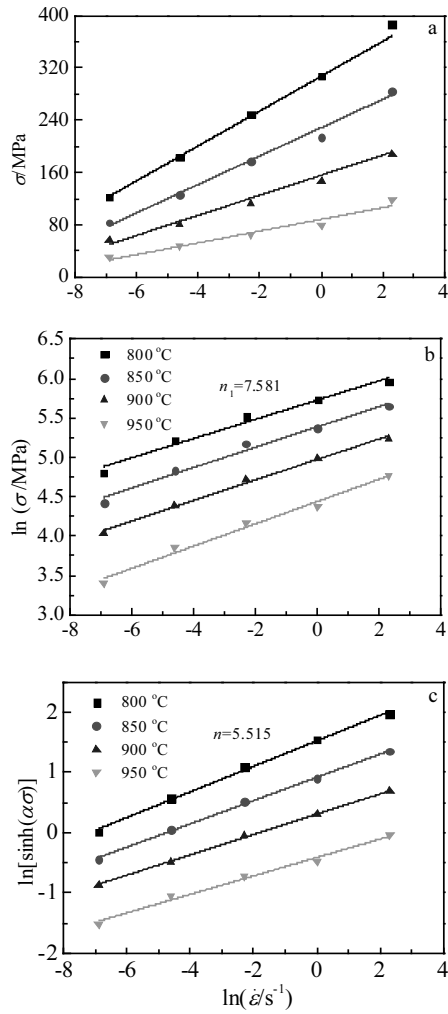 a
400
320
240
160
80
0
σ/MPa
-8 -6 -4 -2 0 2 4
b
6.5
6.0
5.5
5.0
4.5
4.0
3.5
3.0
ln (σ/MPa)
800 °C
850 °C
900 °C
950 °C
n₁=7.581
-8 -6 -4 -2 0 2 4
c
2
1
0
-1
-2
ln[sinh(ασ)]
800 °C
850 °C
900 °C
950 °C
n=5.515
-8 -6 -4 -2 0 2 4
ln(ε̇/s⁻¹)